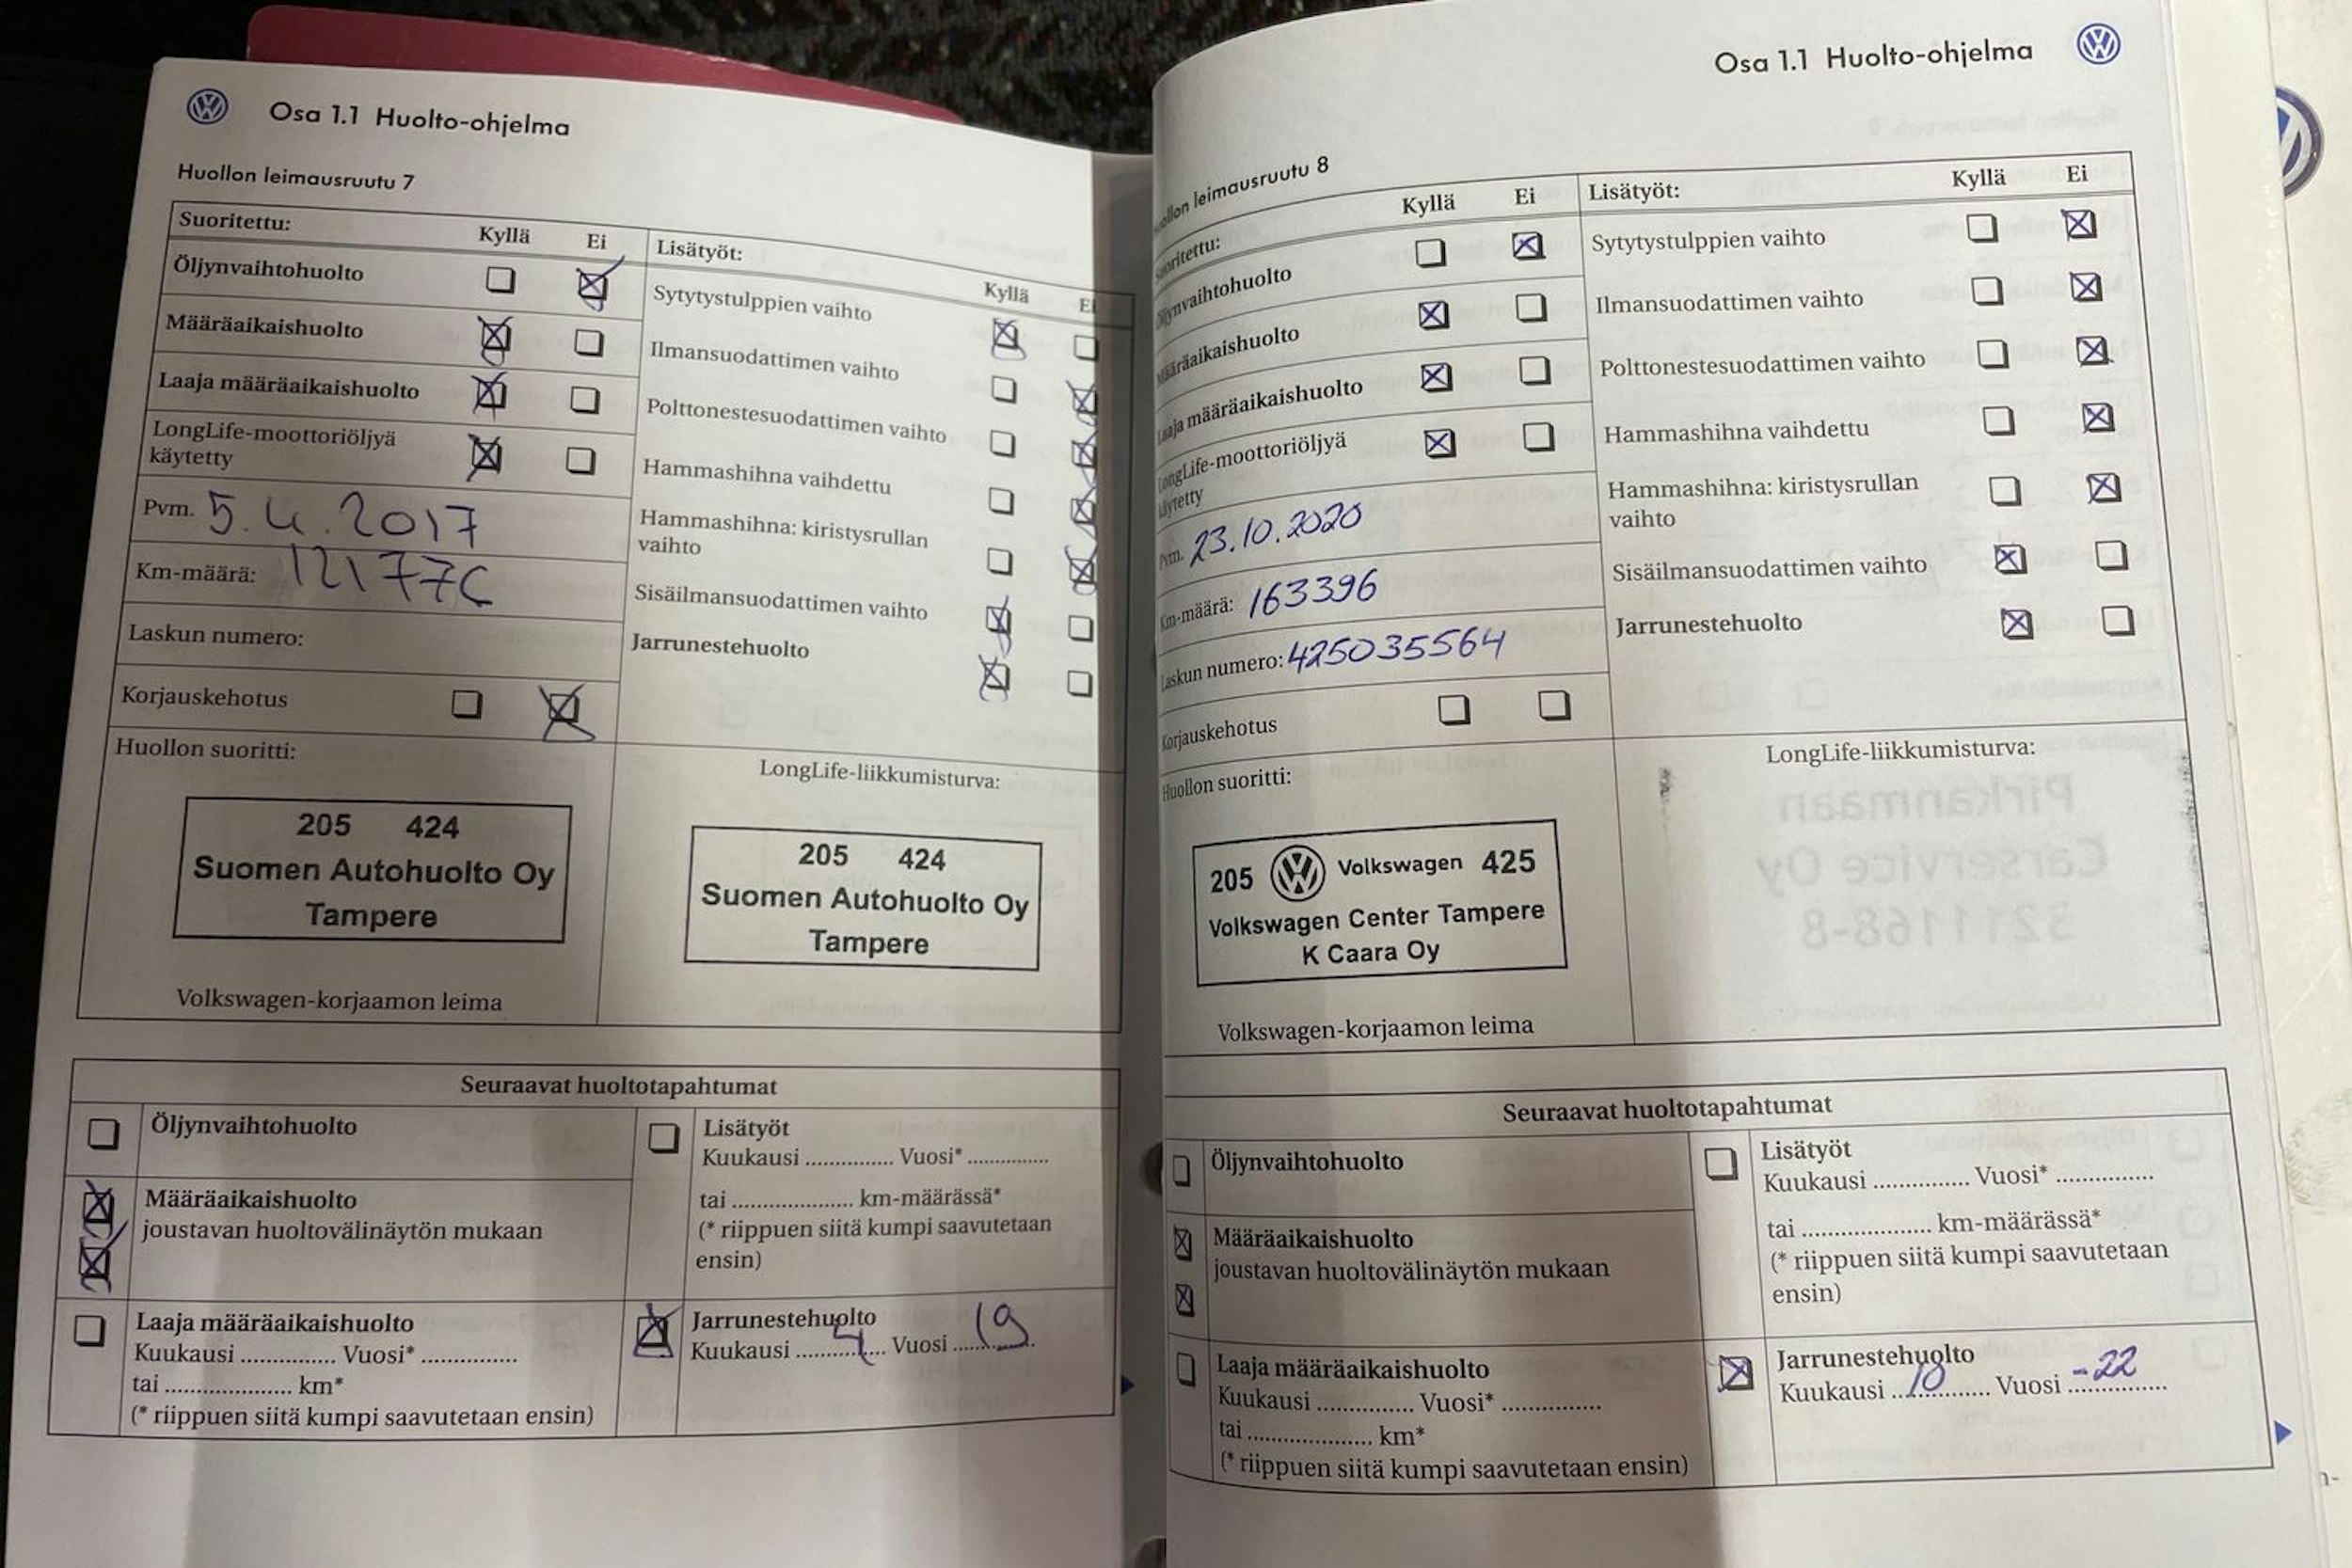 Osa 1.1 Huolto-ohjelma
Huollon leimausruutu 7
Suoritettu: Kyllä Ei
Öljynvaihtohuolto
Määräaikaishuolto
Laaja määräaikaishuolto
LongLife-moottoriöljyä
käytetty
Pvm. 5.4.2017
Km-määrä: 121776
Laskun numero:
Korjauskehotus
Lisätyöt: Kyllä Ei
Sytytystulppien vaihto
Ilmansuodattimen vaihto
Polttonestesuodattimen vaihto
Hammashihna vaihdettu
Hammashihna: kiristysrullan
vaihto
Sisäilmansuodattimen vaihto
Jarrunestehuolto
Huollon suoritti:
205 424
Suomen Autohuolto Oy
Tampere
Volkswagen-korjaamon leima
LongLife-liikkumisturva:
205 424
Suomen Autohuolto Oy
Tampere
Seuraavat huoltotapahtumat
Öljynvaihtohuolto
Määräaikaishuolto
joustavan huoltovälinäytön mukaan
Laaja määräaikaishuolto
Kuukausi .............. Vuosi* ..............
tai ................... km*
(* riippuen siitä kumpi saavutetaan ensin)
Lisätyöt
Kuukausi ............. Vuosi* ............
tai .................. km-määrässä*
(* riippuen siitä kumpi saavutetaan
ensin)
Jarrunestehuolto
Kuukausi 4 Vuosi 19
Osa 1.1 Huolto-ohjelma
Huollon leimausruutu 8
Suoritettu: Kyllä Ei
Öljynvaihtohuolto
Määräaikaishuolto
Laaja määräaikaishuolto
LongLife-moottoriöljyä
käytetty
Pvm. 23.10.2020
Km-määrä: 163396
Laskun numero: 425035564
Korjauskehotus
Lisätyöt: Kyllä Ei
Sytytystulppien vaihto
Ilmansuodattimen vaihto
Polttonestesuodattimen vaihto
Hammashihna vaihdettu
Hammashihna: kiristysrullan
vaihto
Sisäilmansuodattimen vaihto
Jarrunestehuolto
Huollon suoritti:
205 Volkswagen 425
Volkswagen Center Tampere
K Caara Oy
Volkswagen-korjaamon leima
LongLife-liikkumisturva:
Seuraavat huoltotapahtumat
Öljynvaihtohuolto
Määräaikaishuolto
joustavan huoltovälinäytön mukaan
Laaja määräaikaishuolto
Kuukausi .............. Vuosi* ..............
tai ................... km*
(* riippuen siitä kumpi saavutetaan ensin)
Lisätyöt
Kuukausi .............. Vuosi* ..............
tai ................... km-määrässä*
(* riippuen siitä kumpi saavutetaan
ensin)
Jarrunestehuolto
Kuukausi 10 Vuosi -22